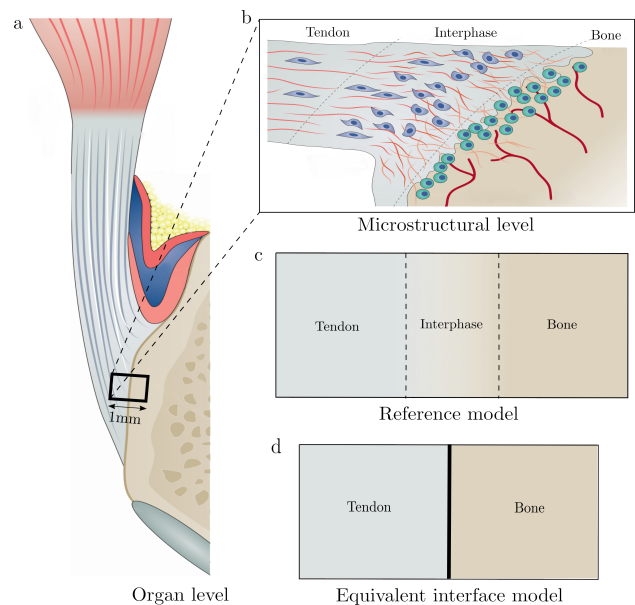 a
b
Tendon
Interphase
Bone
Microstructural level
1mm
Organ level
c
Tendon
Interphase
Bone
Reference model
d
Tendon
Bone
Equivalent interface model